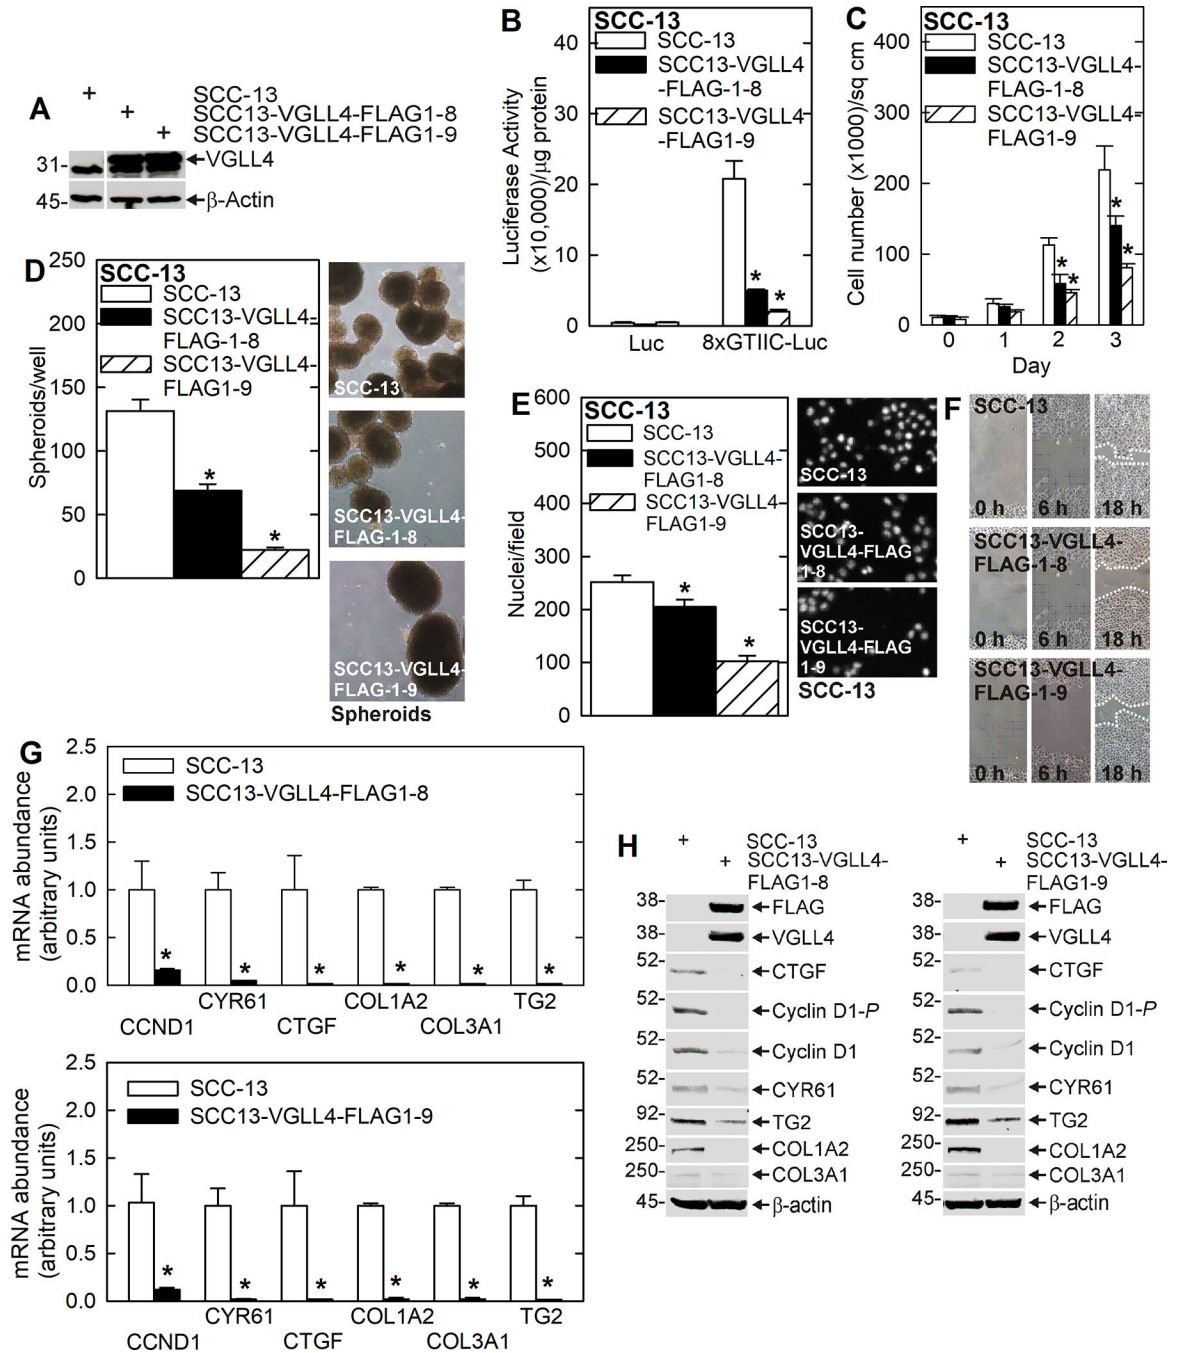 A
+ SCC-13
+ SCC13-VGLL4-FLAG1-8
+ SCC13-VGLL4-FLAG1-9
31- VGLL4
45- β-Actin
B
SCC-13
SCC-13
SCC13-VGLL4
-FLAG-1-8
SCC13-VGLL4
-FLAG1-9
Luciferase Activity
(x10,000)/µg protein
40
30
20
10
0
* *
Luc 8xGTIIC-Luc
C
SCC-13
SCC-13
SCC13-VGLL4-
FLAG-1-8
SCC13-VGLL4-
FLAG1-9
Cell number (x1000)/sq cm
400
300
200
100
0
* * * *
0 1 2 3
Day
D
SCC-13
SCC-13
SCC13-VGLL4-
FLAG-1-8
SCC13-VGLL4-
FLAG1-9
Spheroids/well
250
200
150
100
50
0
* *
SCC-13
SCC13-VGLL4-
FLAG-1-8
SCC13-VGLL4-
FLAG-1-9
Spheroids
E
SCC-13
SCC-13
SCC13-VGLL4-
FLAG1-8
SCC13-VGLL4-
FLAG1-9
Nuclei/field
600
500
400
300
200
100
0
* *
SCC-13
SCC13-
VGLL4-FLAG
1-8
SCC13-
VGLL4-FLAG
1-9
SCC-13
F
SCC-13
0 h 6 h 18 h
SCC13-VGLL4-
FLAG-1-8
0 h 6 h 18 h
SCC13-VGLL4-
FLAG-1-9
0 h 6 h 18 h
G
SCC-13
SCC13-VGLL4-FLAG1-8
mRNA abundance
(arbitrary units)
2.5
2.0
1.5
1.0
0.5
0.0
* * * * * *
CYR61 COL1A2 TG2
CCND1 CTGF COL3A1
SCC-13
SCC13-VGLL4-FLAG1-9
mRNA abundance
(arbitrary units)
2.5
2.0
1.5
1.0
0.5
0.0
* * * * * *
CYR61 COL1A2 TG2
CCND1 CTGF COL3A1
H
+ SCC-13
+ SCC13-VGLL4-
FLAG1-8
38- FLAG
38- VGLL4
52- CTGF
52- Cyclin D1-P
52- Cyclin D1
52- CYR61
92- TG2
250- COL1A2
250- COL3A1
45- β-actin
+ SCC-13
+ SCC13-VGLL4-
FLAG1-9
38- FLAG
38- VGLL4
52- CTGF
52- Cyclin D1-P
52- Cyclin D1
52- CYR61
92- TG2
250- COL1A2
250- COL3A1
45- β-actin